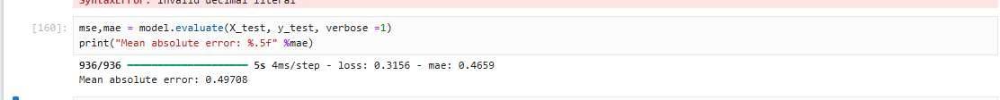 SyntaxError: invalid decimal literal
[160]: mse,mae = model.evaluate(X_test, y_test, verbose =1)
print("Mean absolute error: %.5f" %mae)
936/936 ━━━━━━━━━━━━━━━━━━━━ 5s 4ms/step - loss: 0.3156 - mae: 0.4659
Mean absolute error: 0.49708